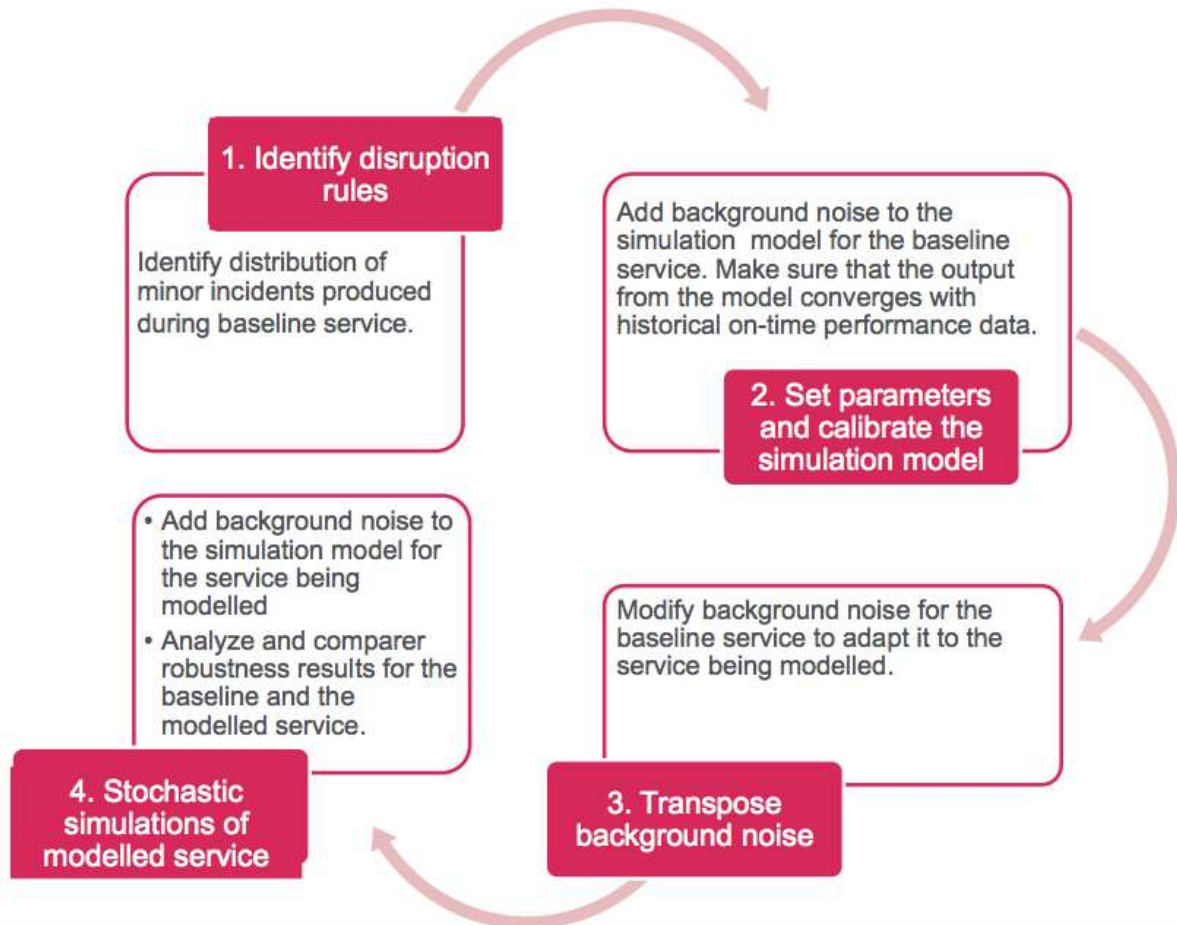 1. Identify disruption
rules
Identify distribution of
minor incidents produced
during baseline service.
Add background noise to the
simulation model for the baseline
service. Make sure that the output
from the model converges with
historical on-time performance data.
2. Set parameters
and calibrate the
simulation model
Modify background noise for the
baseline service to adapt it to the
service being modelled.
3. Transpose
background noise
• Add background noise to
the simulation model for
the service being
modelled
• Analyze and comparer
robustness results for the
baseline and the
modelled service.
4. Stochastic
simulations of
modelled service